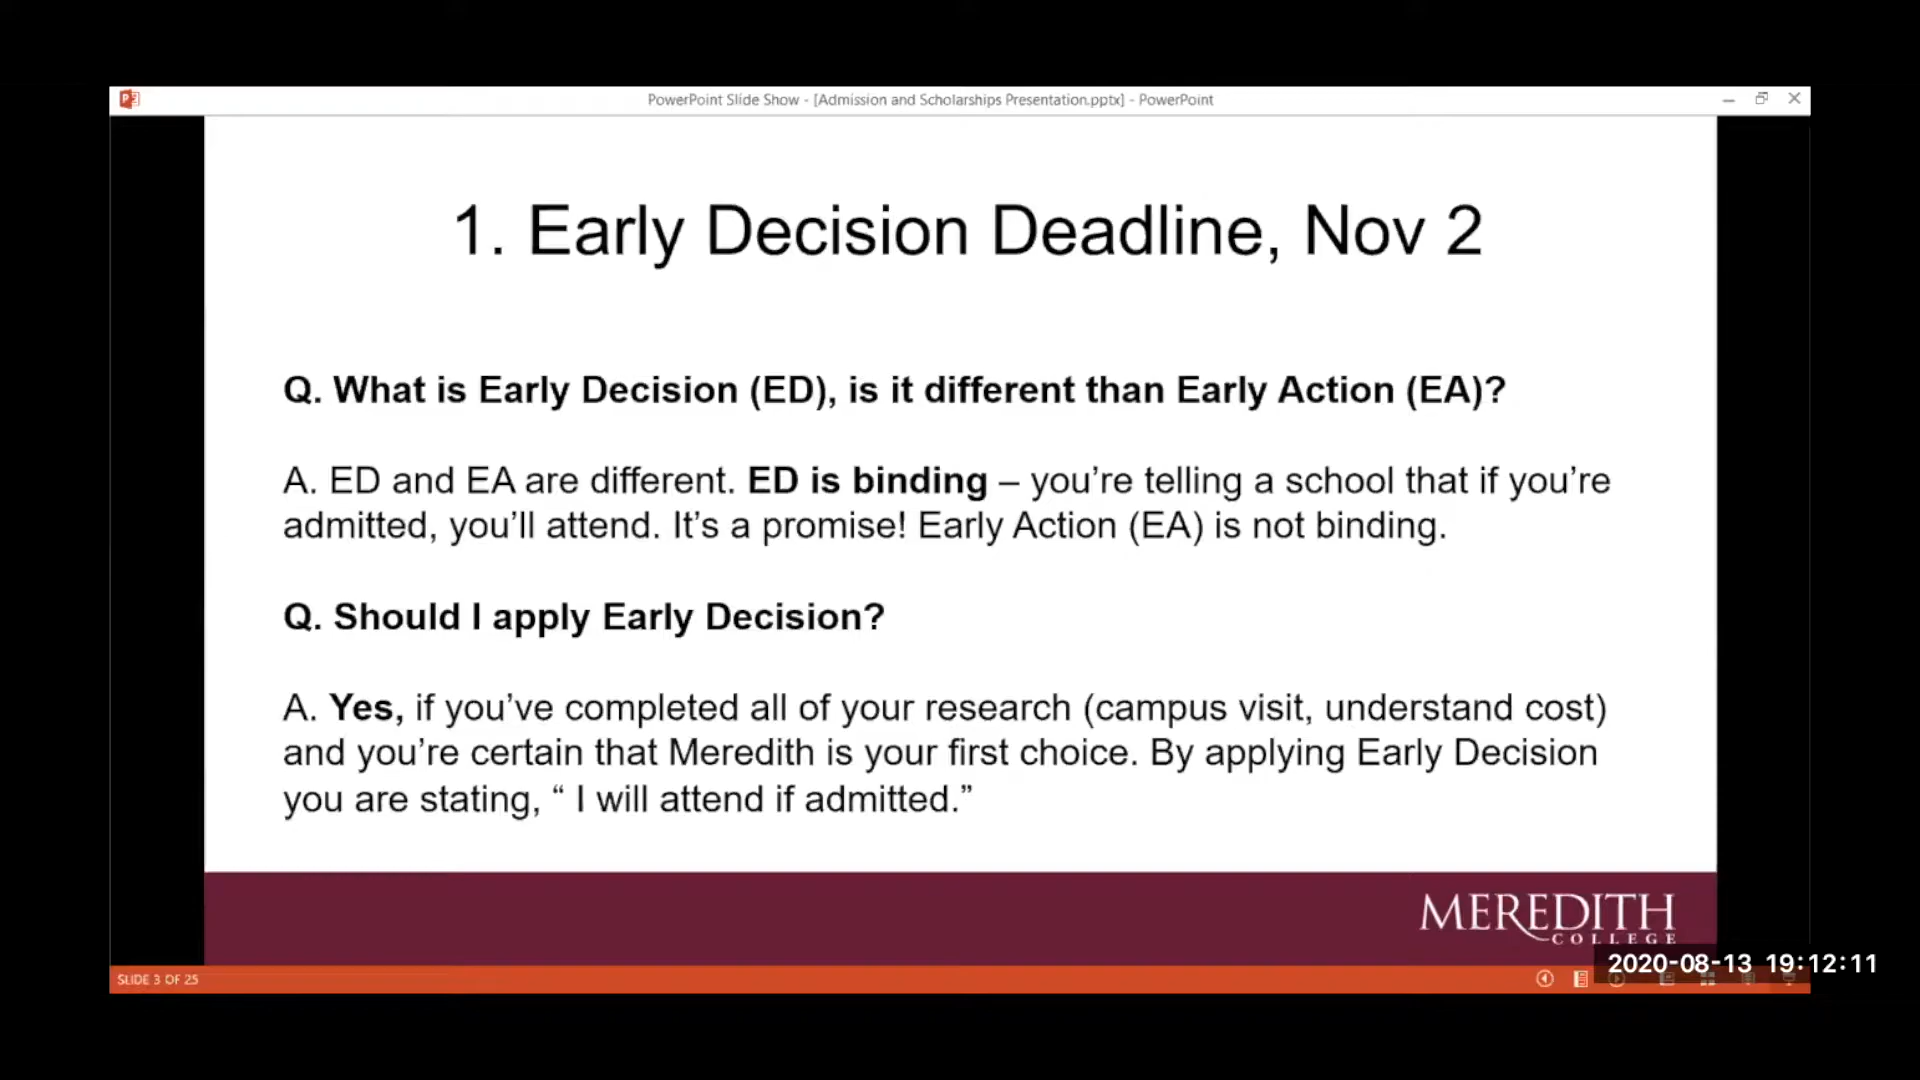 PowerPoint Slide Show - [Admission and Scholarships Presentation.pptx] - PowerPoint
1. Early Decision Deadline, Nov 2
Q. What is Early Decision (ED), is it different than Early Action (EA)?
A. ED and EA are different. ED is binding – you’re telling a school that if you’re
admitted, you’ll attend. It’s a promise! Early Action (EA) is not binding.
Q. Should I apply Early Decision?
A. Yes, if you’ve completed all of your research (campus visit, understand cost)
and you’re certain that Meredith is your first choice. By applying Early Decision
you are stating, “ I will attend if admitted.”
MEREDITH
COLLEGE
2020-08-13 19:12:11
SLIDE 3 OF 25